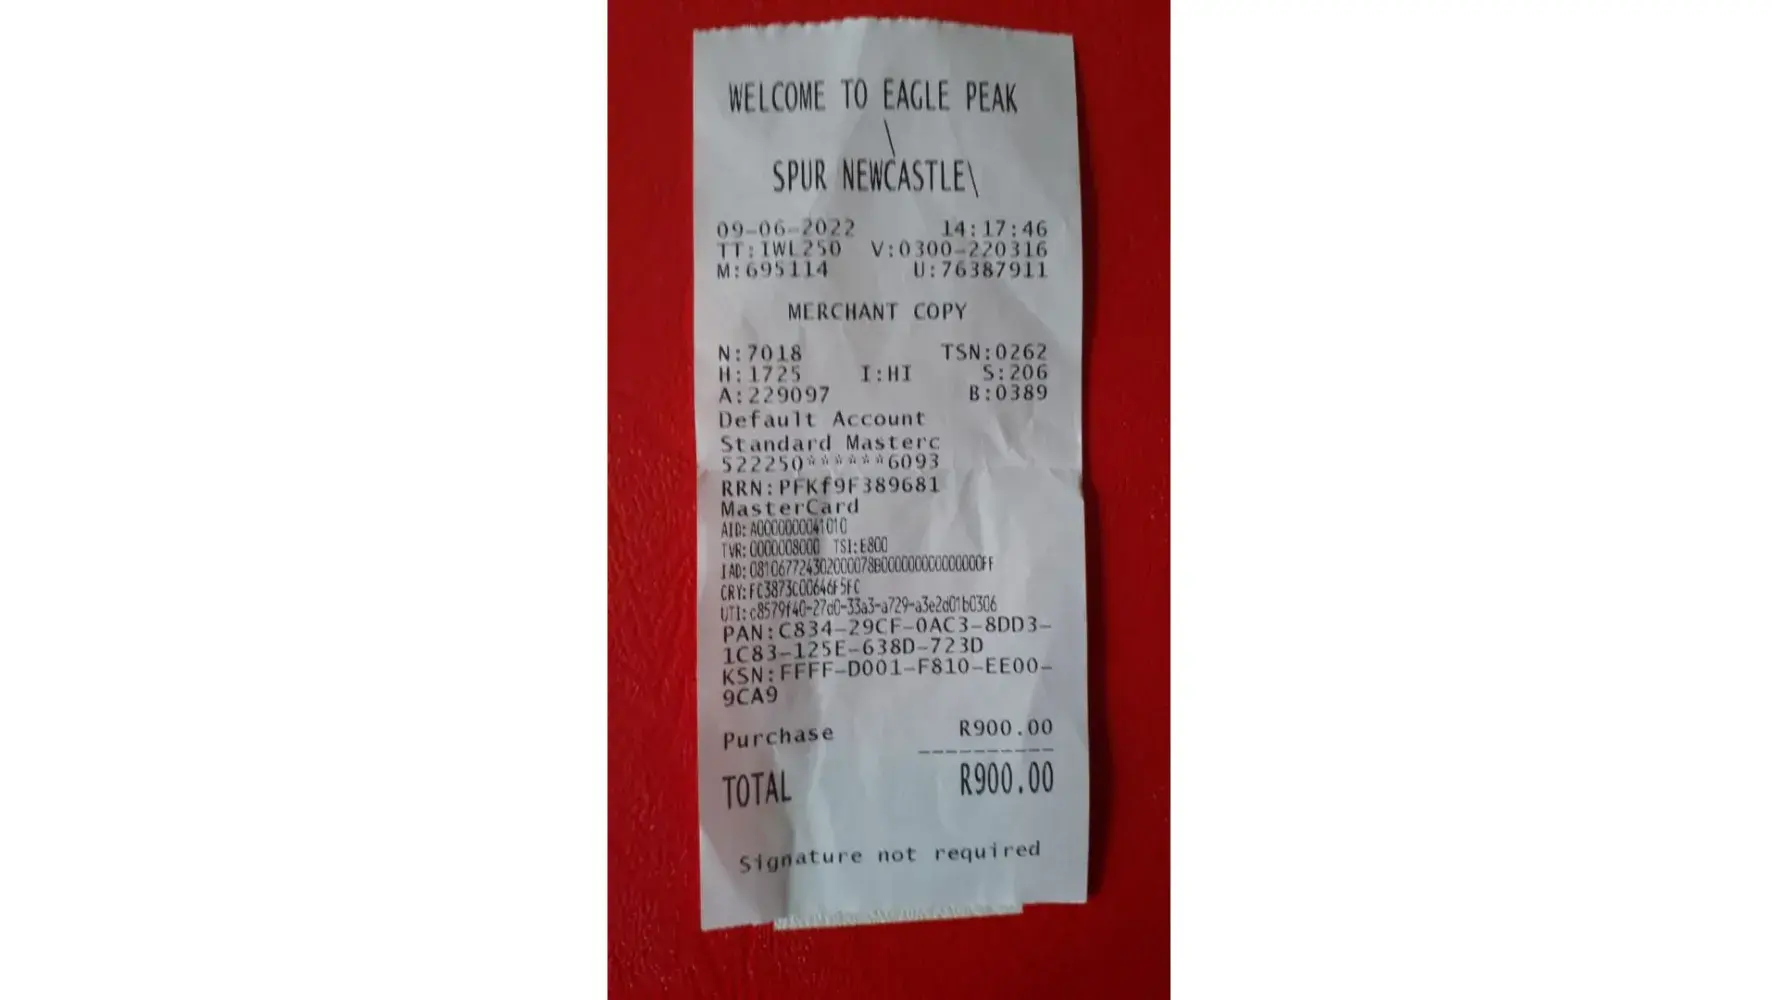 WELCOME TO EAGLE PEAK
\
SPUR NEWCASTLE\
09-06-2022 14:17:46
TT:IWL250 V:0300-220316
M:695114 U:76387911
MERCHANT COPY
N:7018 TSN:0262
H:1725 I:HI S:206
A:229097 B:0389
Default Account
Standard Masterc
522250******6093
RRN:PFKf9F389681
MasterCard
AID:A0000000041010
TVR:0000008000 TSI:E800
IAD:081067724302000078B000000000000000FF
CRY:FC3873C00646F5FC
UTI:c8579f40-27d0-33a3-a729-a3e2d01b0306
PAN:C834-29CF-0AC3-8DD3-
1C83-125E-638D-723D
KSN:FFFF-D001-F810-EE00-
9CA9
Purchase R900.00
----------
TOTAL R900.00
Signature not required